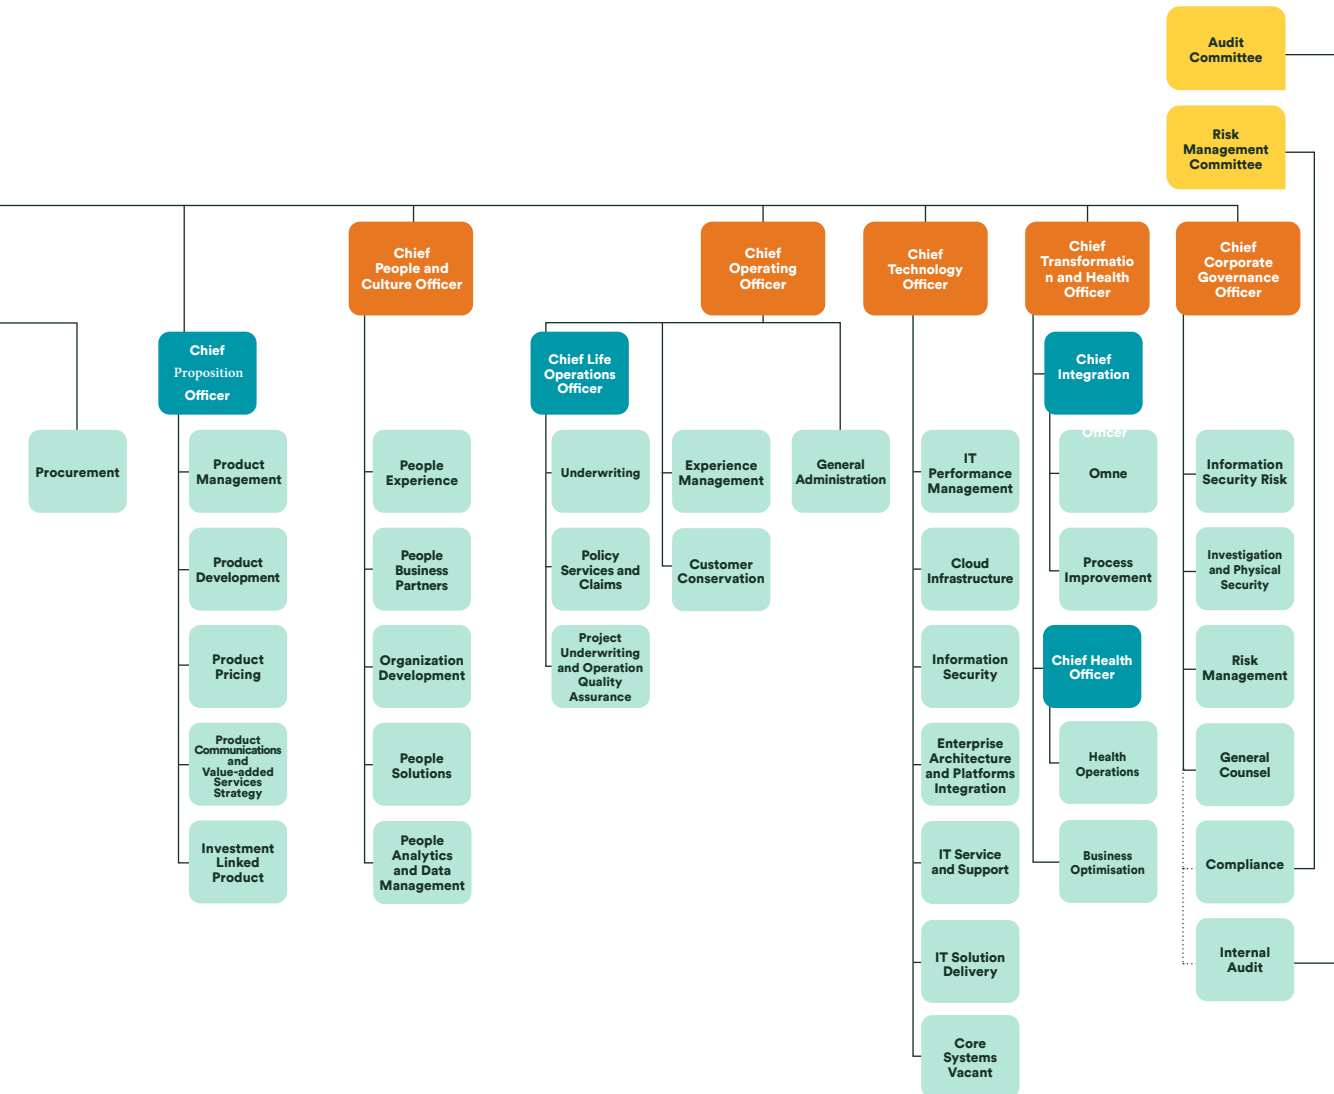 Audit
Committee
Risk
Management
Committee
Chief
People and
Culture Officer
Chief
Operating
Officer
Chief
Technology
Officer
Chief
Transformatio
n and Health
Officer
Chief
Corporate
Governance
Officer
Chief
Proposition
Officer
Chief Life
Operations
Officer
Chief
Integration
Officer
Procurement
Product
Management
Product
Development
Product
Pricing
Product
Communications
and
Value-added
Services
Strategy
Investment
Linked
Product
People
Experience
People
Business
Partners
Organization
Development
People
Solutions
People
Analytics
and Data
Management
Underwriting
Policy
Services and
Claims
Project
Underwriting
and Operation
Quality
Assurance
Experience
Management
Customer
Conservation
General
Administration
IT
Performance
Management
Cloud
Infrastructure
Information
Security
Enterprise
Architecture
and Platforms
Integration
IT Service
and Support
IT Solution
Delivery
Core
Systems
Vacant
Omne
Process
Improvement
Chief Health
Officer
Health
Operations
Business
Optimisation
Information
Security Risk
Investigation
and Physical
Security
Risk
Management
General
Counsel
Compliance
Internal
Audit